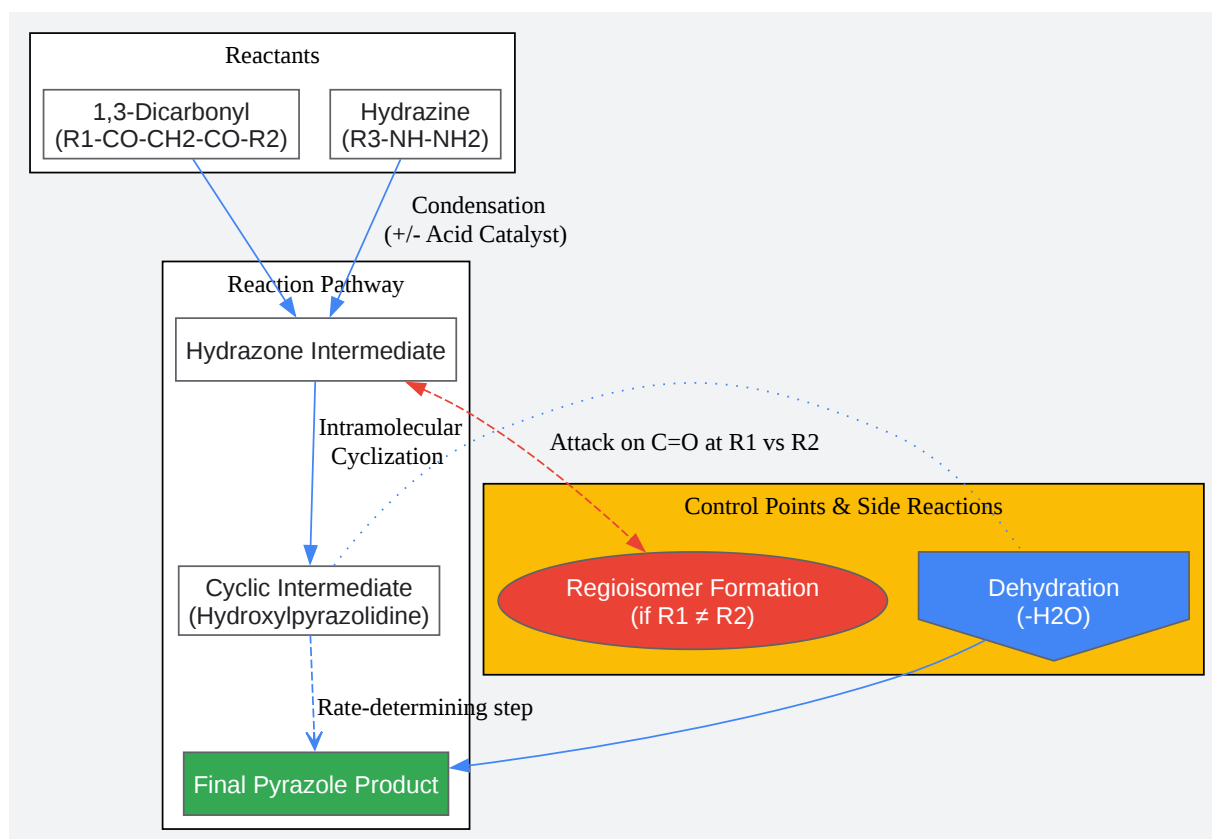 Reactants
1,3-Dicarbonyl
(R1-CO-CH2-CO-R2)
Hydrazine
(R3-NH-NH2)
Condensation
(+/- Acid Catalyst)
Reaction Pathway
Hydrazone Intermediate
Intramolecular
Cyclization
Attack on C=O at R1 vs R2
Control Points & Side Reactions
Cyclic Intermediate
(Hydroxylpyrazolidine)
Regioisomer Formation
(if R1 ≠ R2)
Dehydration
(-H2O)
Rate-determining step
Final Pyrazole Product